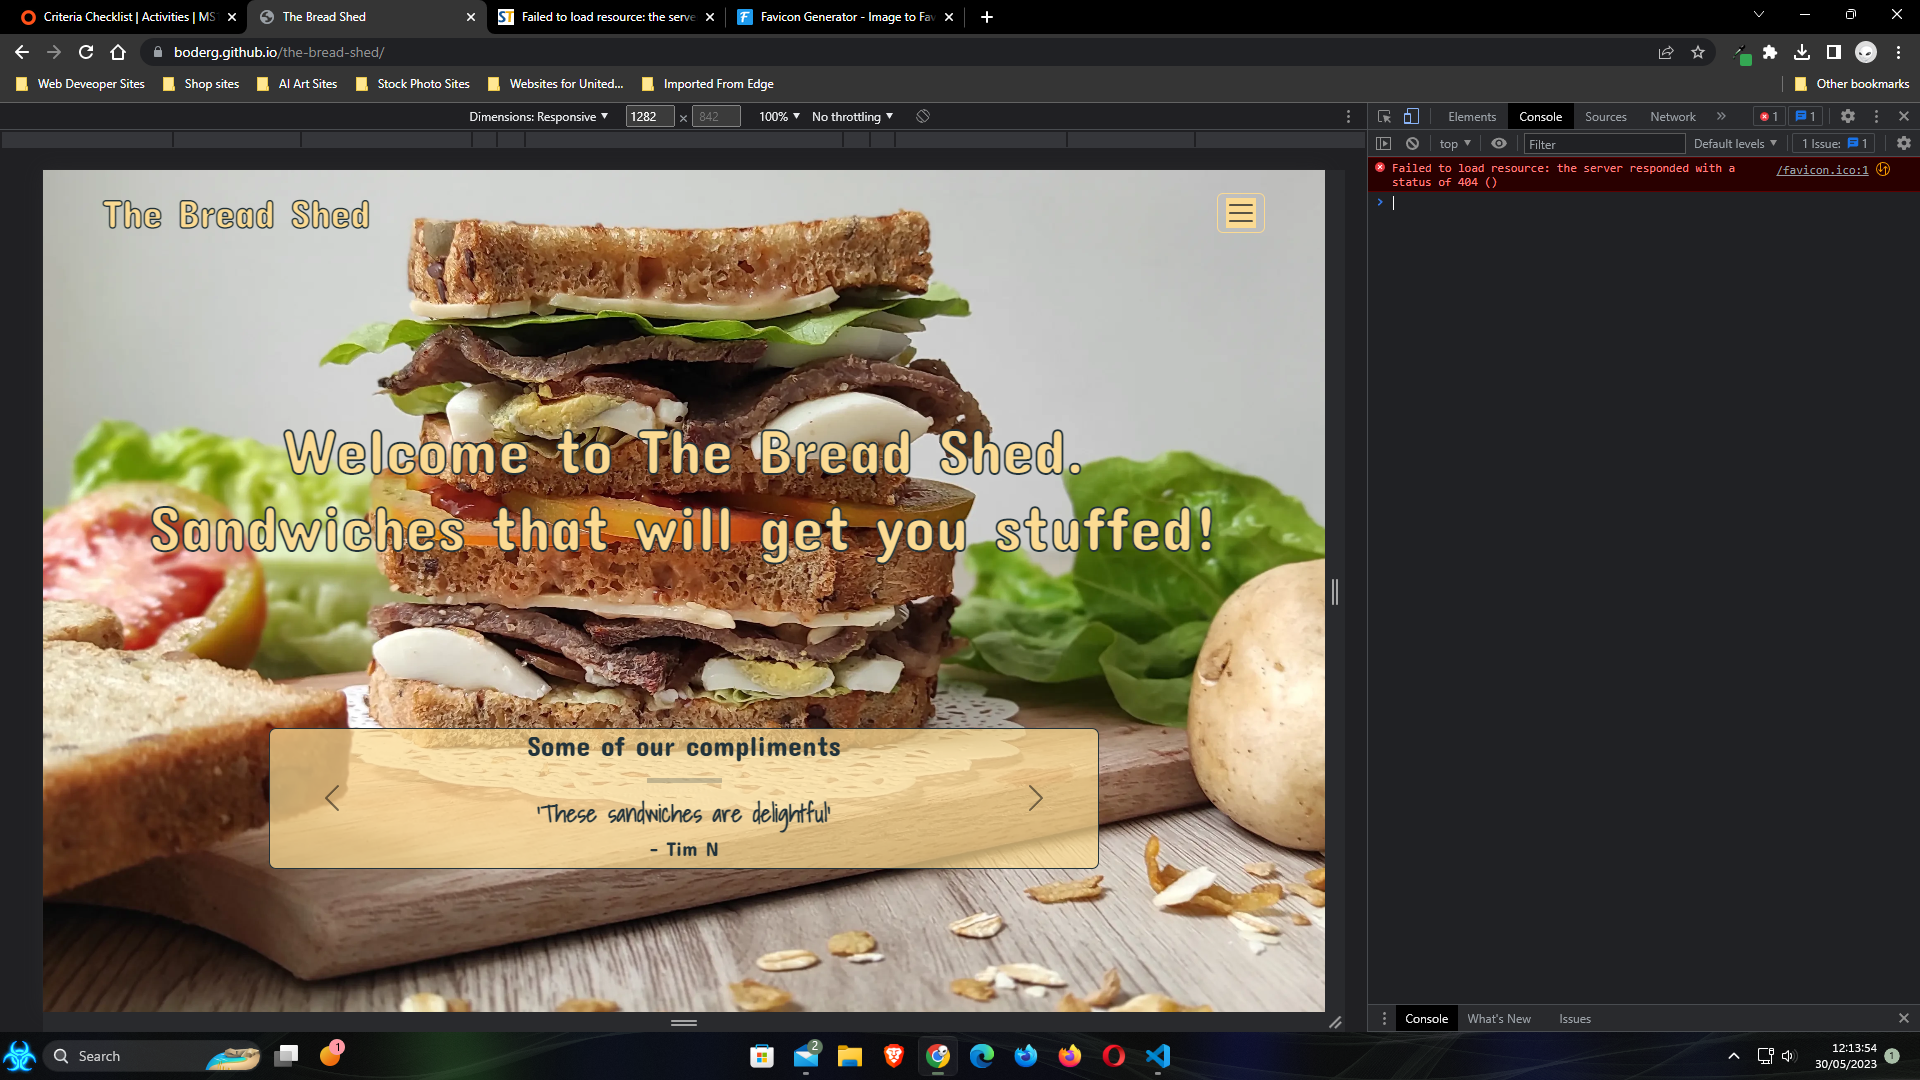 Criteria Checklist | Activities | MS
The Bread Shed
Failed to load resource: the serve
Favicon Generator - Image to Fav
boderg.github.io/the-bread-shed/
Web Deveoper Sites
Shop sites
AI Art Sites
Stock Photo Sites
Websites for United...
Imported From Edge
Other bookmarks
Dimensions: Responsive
1282
×
842
100%
No throttling
Elements
Console
Sources
Network
»
1
1
top
Filter
Default levels
1 Issue:
1
Failed to load resource: the server responded with a
status of 404 ()
/favicon.ico:1
The Bread Shed
Welcome to The Bread Shed.
Sandwiches that will get you stuffed!
Some of our compliments
'These sandwiches are delightful'
- Tim N
Console
What's New
Issues
Search
1
2
12:13:54
30/05/2023
1